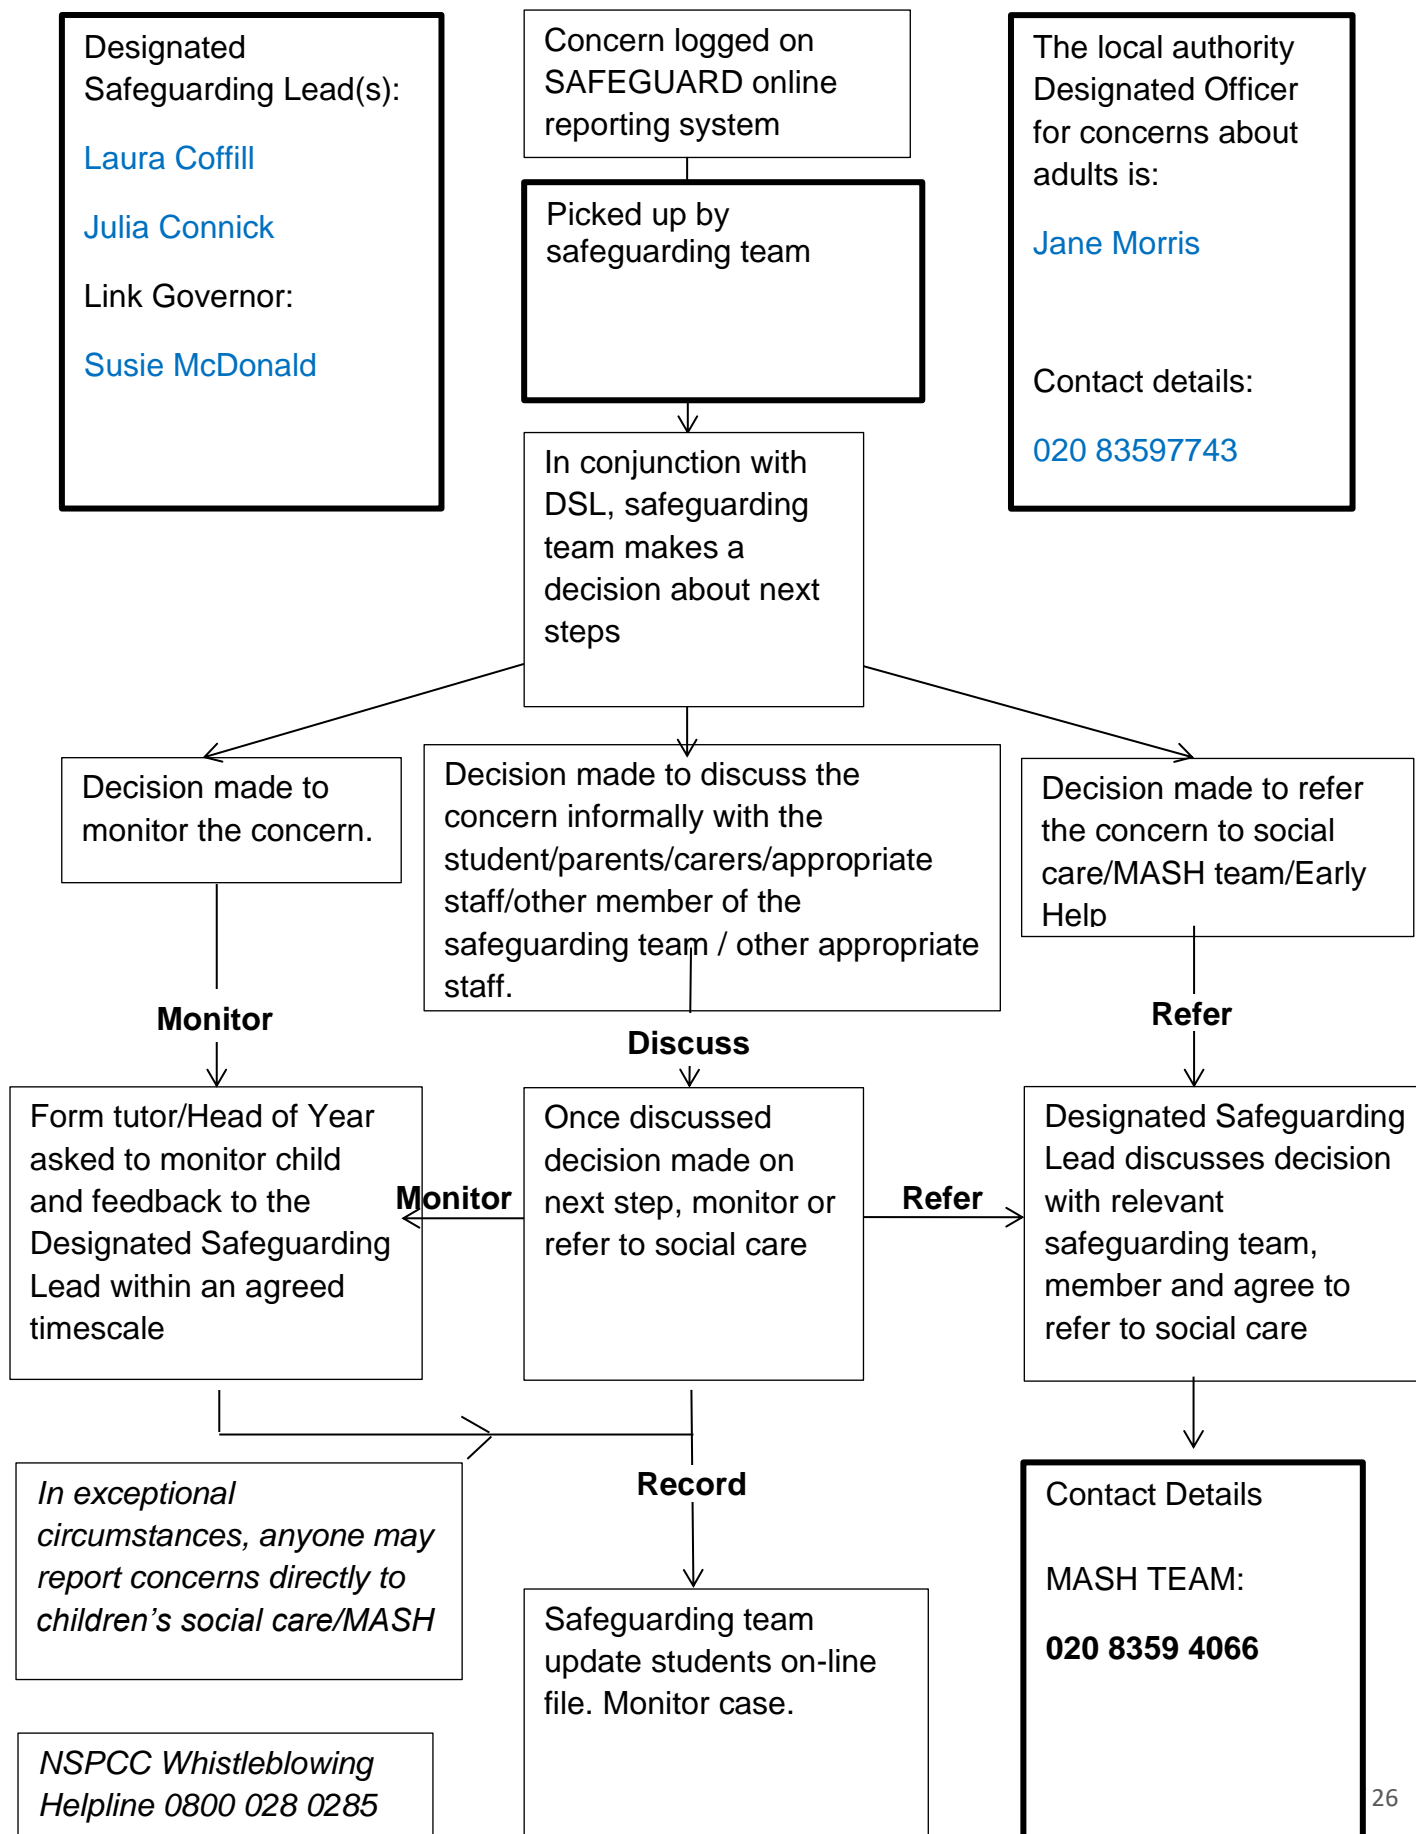 Designated
Safeguarding Lead(s):
Laura Coffill
Julia Connick
Link Governor:
Susie McDonald
Concern logged on
SAFEGUARD online
reporting system
Picked up by
safeguarding team
The local authority
Designated Officer
for concerns about
adults is:
Jane Morris
Contact details:
020 83597743
In conjunction with
DSL, safeguarding
team makes a
decision about next
steps
Decision made to
monitor the concern.
Decision made to discuss the
concern informally with the
student/parents/carers/appropriate
staff/other member of the
safeguarding team / other appropriate
staff.
Decision made to refer
the concern to social
care/MASH team/Early
Help
Monitor
Discuss
Refer
Form tutor/Head of Year
asked to monitor child
and feedback to the
Designated Safeguarding
Lead within an agreed
timescale
Monitor
Once discussed
decision made on
next step, monitor or
refer to social care
Refer
Designated Safeguarding
Lead discusses decision
with relevant
safeguarding team,
member and agree to
refer to social care
In exceptional
circumstances, anyone may
report concerns directly to
children’s social care/MASH
Record
Contact Details
MASH TEAM:
020 8359 4066
Safeguarding team
update students on-line
file. Monitor case.
NSPCC Whistleblowing
Helpline 0800 028 0285
26